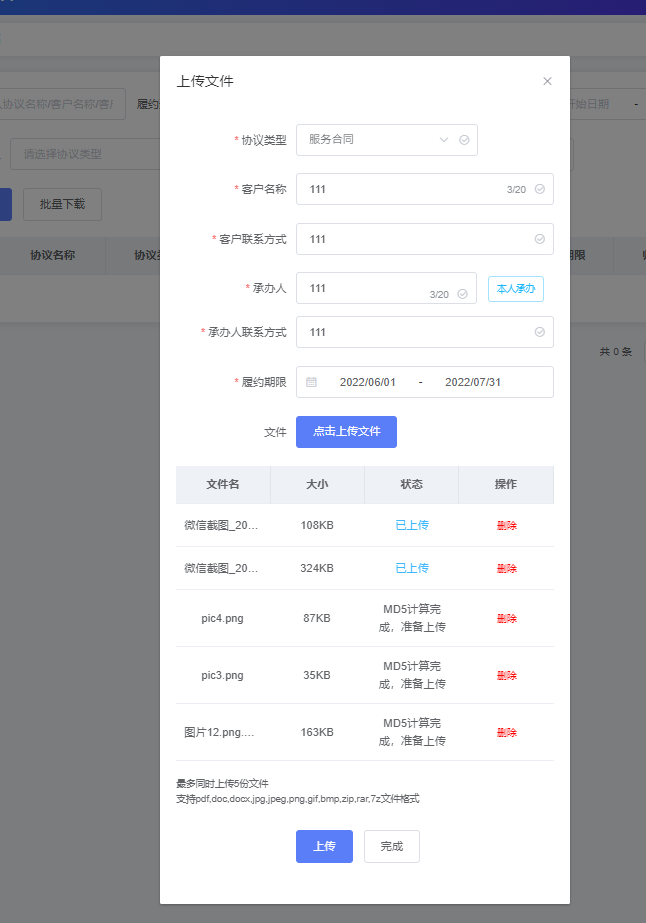 上传文件
协议名称/客户名称/客户
履约
开始日期 -
* 协议类型 服务合同
请选择协议类型
* 客户名称 111 3/20
批量下载
* 客户联系方式 111
协议名称
* 承办人 111 3/20 本人承办
* 承办人联系方式 111
共 0 条
* 履约期限 2022/06/01 - 2022/07/31
文件 点击上传文件
文件名 大小 状态 操作
微信截图_20... 108KB 已上传 删除
微信截图_20... 324KB 已上传 删除
pic4.png 87KB MD5计算完
成，准备上传 删除
pic3.png 35KB MD5计算完
成，准备上传 删除
图片12.png.... 163KB MD5计算完
成，准备上传 删除
最多同时上传5份文件
支持pdf,doc,docx,jpg,jpeg,png,gif,bmp,zip,rar,7z文件格式
上传 完成